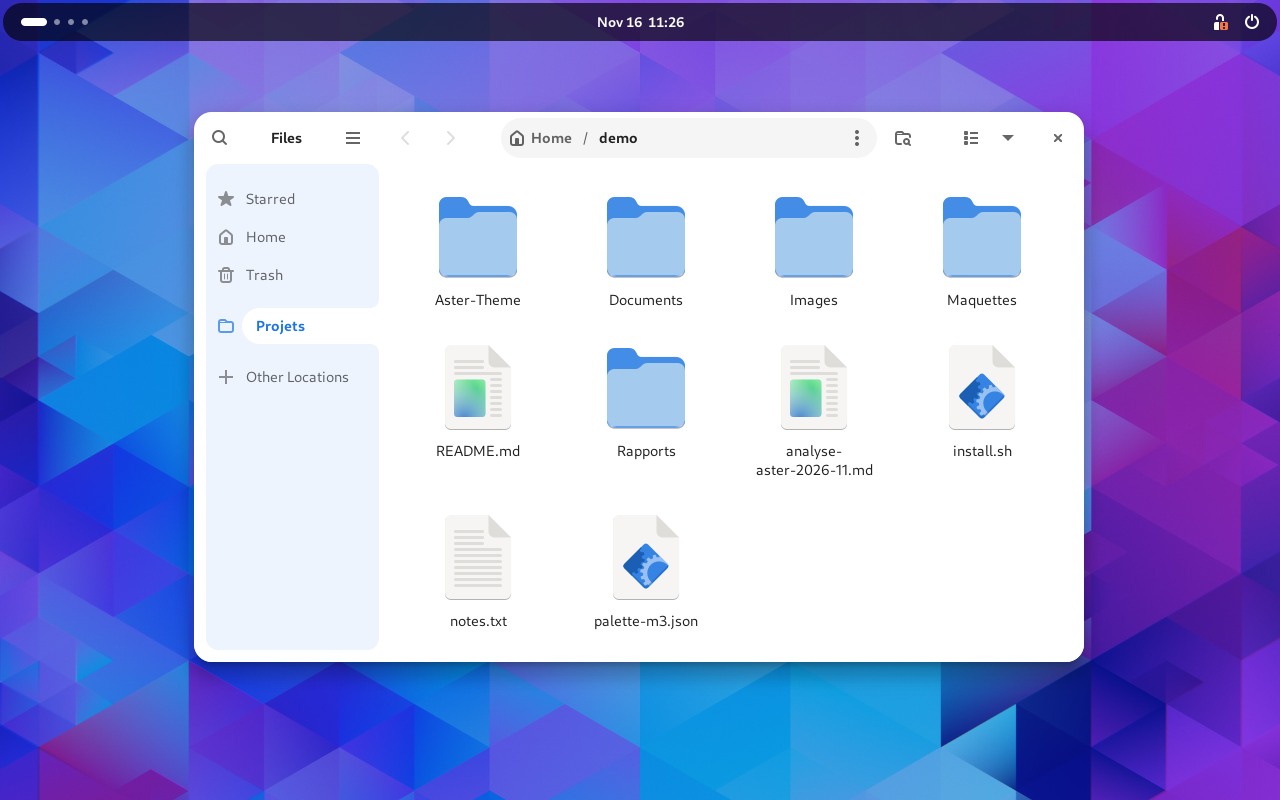 Nov 16 11:26
Files
Home / demo
Starred
Home
Trash
Projets
Other Locations
Aster-Theme
Documents
Images
Maquettes
README.md
Rapports
analyse-
aster-2026-11.md
install.sh
notes.txt
palette-m3.json